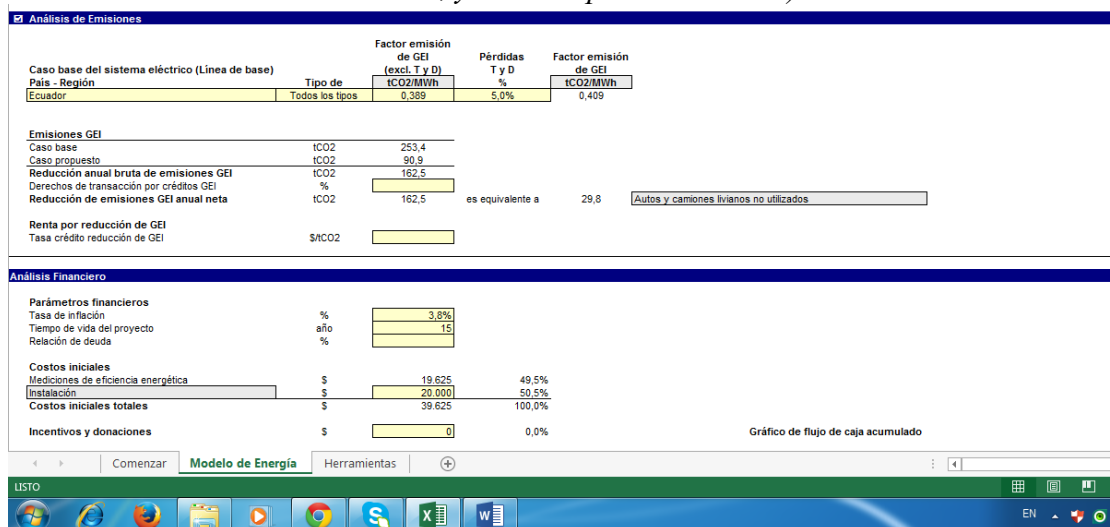 ☑ Análisis de Emisiones
Factor emisión
de GEI Pérdidas Factor emisión
Caso base del sistema eléctrico (Línea de base) (excl. T y D) T y D de GEI
País - Región Tipo de tCO2/MWh % tCO2/MWh
Ecuador Todos los tipos 0,389 5,0% 0,409
Emisiones GEI
Caso base tCO2 253,4
Caso propuesto tCO2 90,9
Reducción anual bruta de emisiones GEI tCO2 162,5
Derechos de transacción por créditos GEI %
Reducción de emisiones GEI anual neta tCO2 162,5 es equivalente a 29,8 Autos y camiones livianos no utilizados
Renta por reducción de GEI
Tasa crédito reducción de GEI $/tCO2
Análisis Financiero
Parámetros financieros
Tasa de inflación % 3,8%
Tiempo de vida del proyecto año 15
Relación de deuda %
Costos iniciales
Mediciones de eficiencia energética $ 19.625 49,5%
Instalación $ 20.000 50,5%
Costos iniciales totales $ 39.625 100,0%
Incentivos y donaciones $ 0 0,0% Gráfico de flujo de caja acumulado
Comenzar Modelo de Energía Herramientas
LISTO
EN